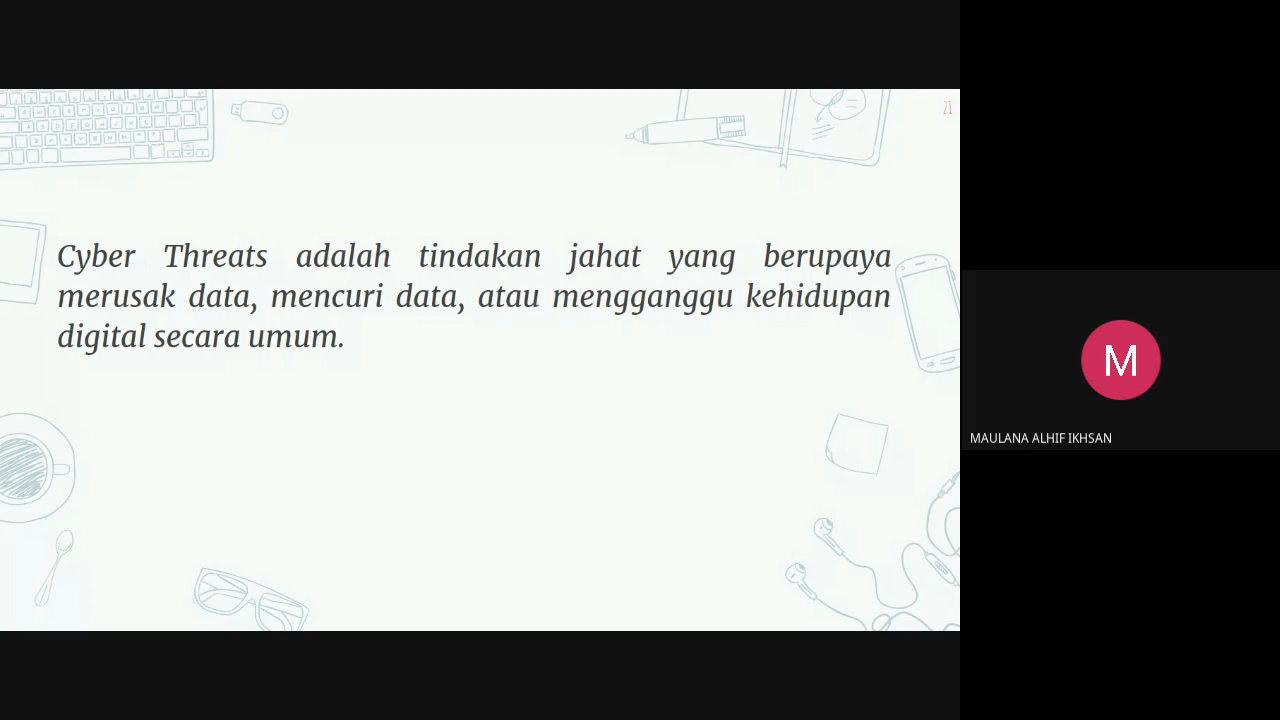 21
Cyber Threats adalah tindakan jahat yang berupaya
merusak data, mencuri data, atau mengganggu kehidupan
digital secara umum.
M
MAULANA ALHIF IKHSAN